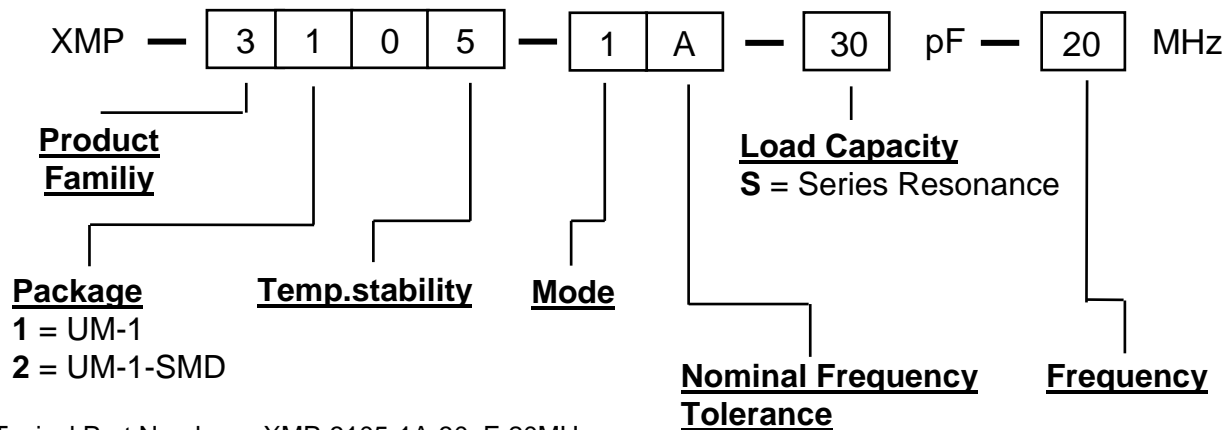 XMP — 3 1 0 5 — 1 A — 30 pF — 20 MHz
Product
Familiy
Load Capacity
S = Series Resonance
Package
1 = UM-1
2 = UM-1-SMD
Temp.stability
Mode
Nominal Frequency
Tolerance
Frequency